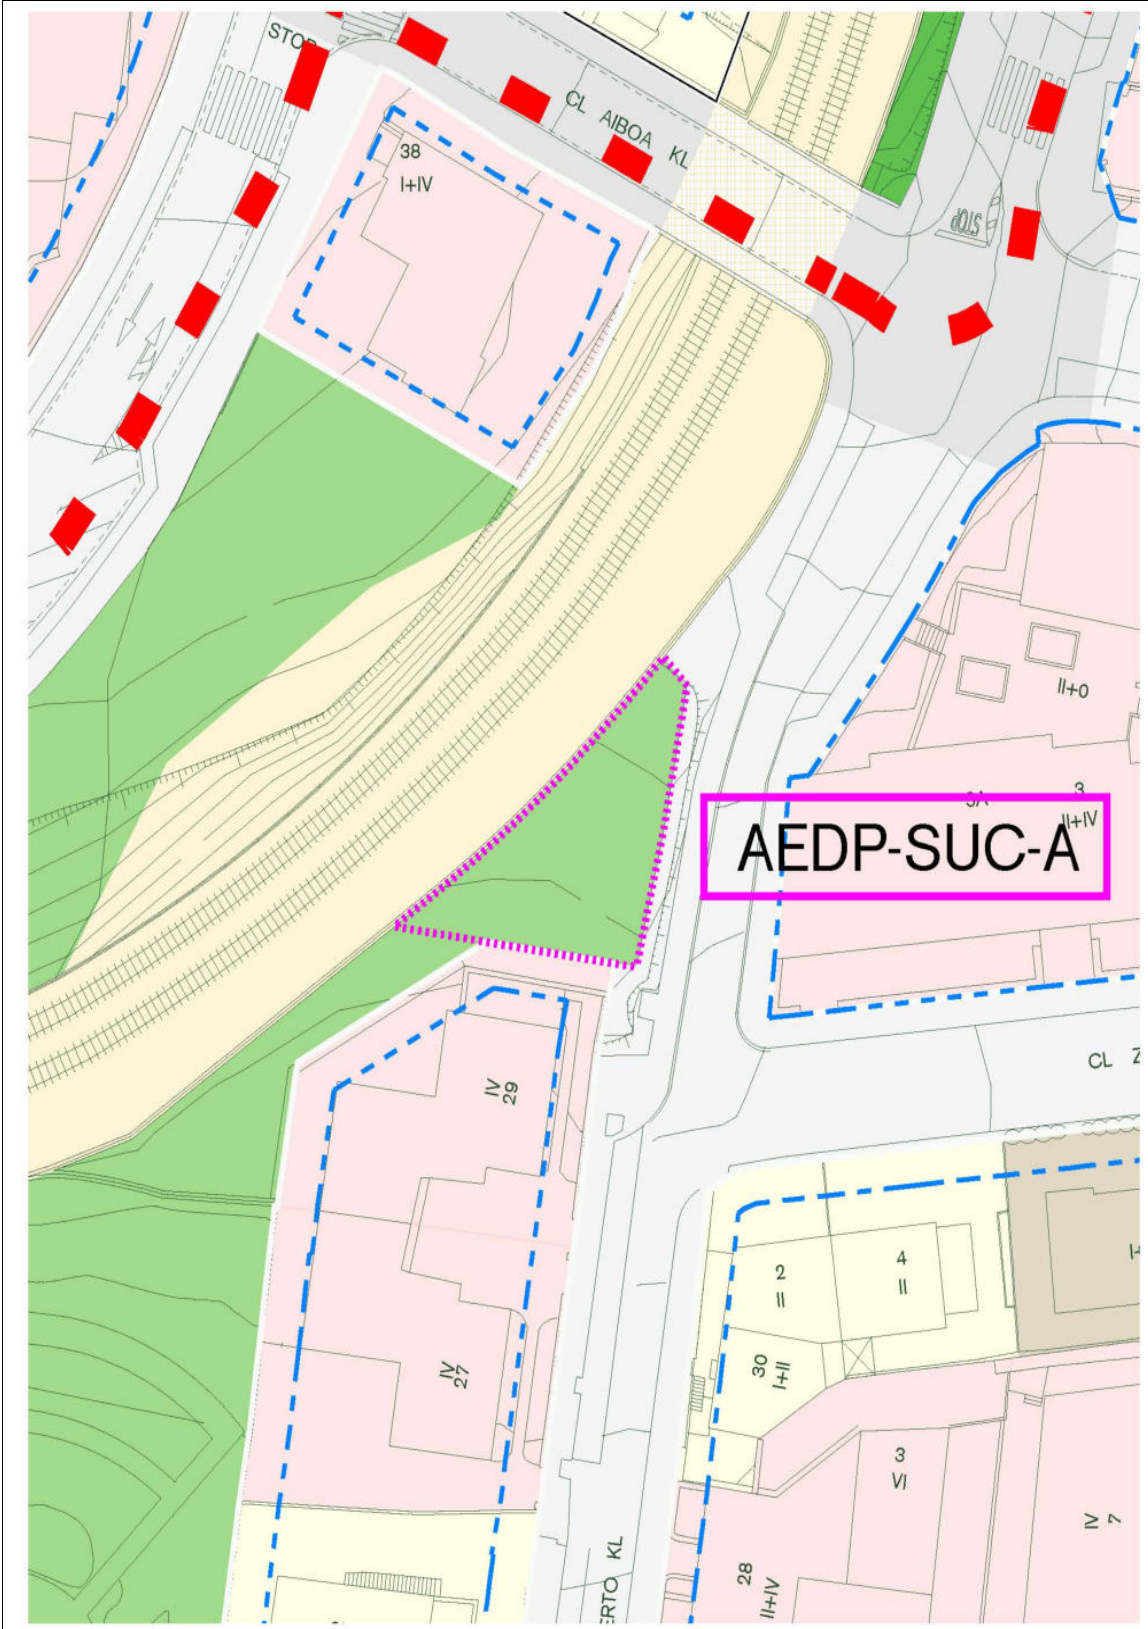 STOP
CL AIBOA KL
38
I+IV
STOP
II+0
3
II+IV
AEDP-SUC-A
CL Z
IV
29
2
II
4
II
IV
27
30
I+II
3
VI
IV
7
28
II+IV
ERTO KL